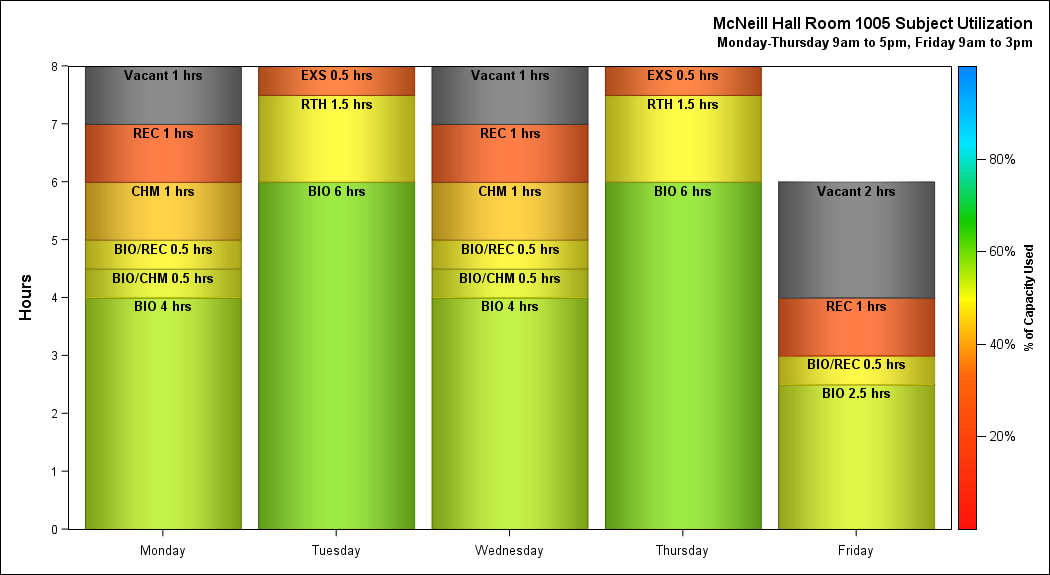 McNeill Hall Room 1005 Subject Utilization
Monday-Thursday 9am to 5pm, Friday 9am to 3pm
Hours
8
7
6
5
4
3
2
1
0
Vacant 1 hrs
REC 1 hrs
CHM 1 hrs
BIO/REC 0.5 hrs
BIO/CHM 0.5 hrs
BIO 4 hrs
Monday
EXS 0.5 hrs
RTH 1.5 hrs
BIO 6 hrs
Tuesday
Vacant 1 hrs
REC 1 hrs
CHM 1 hrs
BIO/REC 0.5 hrs
BIO/CHM 0.5 hrs
BIO 4 hrs
Wednesday
EXS 0.5 hrs
RTH 1.5 hrs
BIO 6 hrs
Thursday
Vacant 2 hrs
REC 1 hrs
BIO/REC 0.5 hrs
BIO 2.5 hrs
Friday
80%
60%
40%
20%
% of Capacity Used